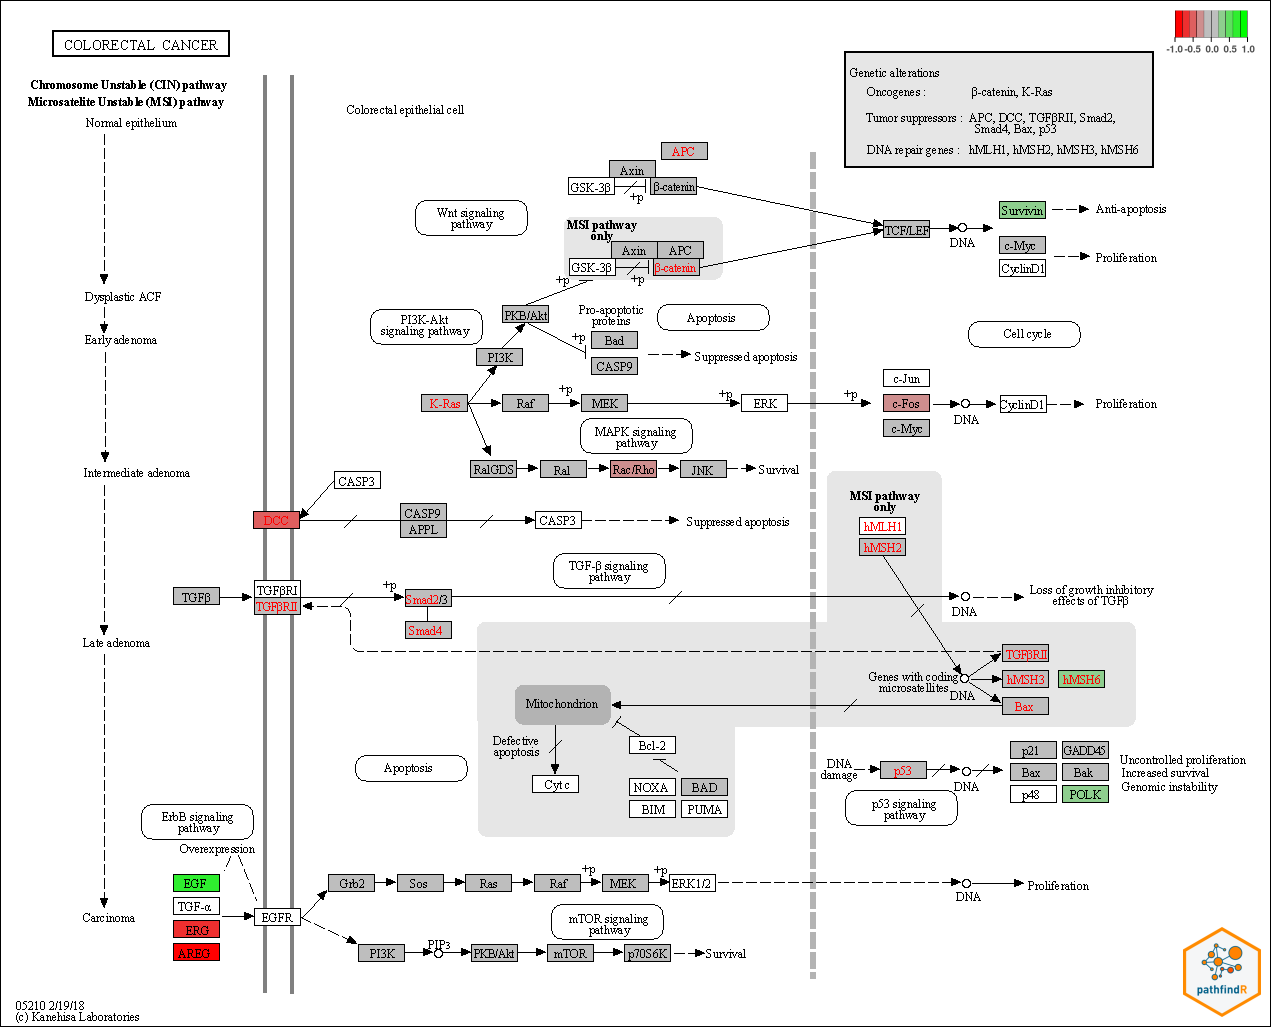 COLORECTAL CANCER
-1.0 -0.5 0.0 0.5 1.0
Chromosome Unstable (CIN) pathway
Microsatelite Unstable (MSI) pathway
Normal epithelium
Dysplastic ACF
Early adenoma
Intermediate adenoma
Late adenoma
Carcinoma
Colorectal epithelial cell
Genetic alterations
Oncogenes : β-catenin, K-Ras
Tumor suppressors : APC, DCC, TGFβRII, Smad2,
Smad4, Bax, p53
DNA repair genes : hMLH1, hMSH2, hMSH3, hMSH6
APC
Axin
GSK-3β
β-catenin
+p
Wnt signaling
pathway
MSI pathway
only
Axin
APC
GSK-3β
β-catenin
+p
+p
TCF/LEF
DNA
Survivin
Anti-apoptosis
c-Myc
CyclinD1
Proliferation
PI3K-Akt
signaling pathway
PKB/Akt
Pro-apoptotic
proteins
Apoptosis
+p
Bad
CASP9
Suppressed apoptosis
PI3K
Cell cycle
K-Ras
Raf
+p
MEK
+p
ERK
+p
c-Jun
c-Fos
c-Myc
DNA
CyclinD1
Proliferation
MAPK signaling
pathway
RalGDS
Ral
Rac/Rho
JNK
Survival
CASP3
DCC
CASP9
APPL
CASP3
Suppressed apoptosis
MSI pathway
only
hMLH1
hMSH2
TGF-β signaling
pathway
TGFβ
TGFβRI
TGFβRII
+p
Smad2/3
Smad4
DNA
Loss of growth inhibitory
effects of TGFβ
TGFβRII
Genes with coding
microsatellites
DNA
hMSH3
hMSH6
Bax
Mitochondrion
Defective
apoptosis
Bcl-2
Cytc
NOXA
BAD
BIM
PUMA
Apoptosis
DNA
damage
p53
DNA
p21
GADD45
Bax
Bak
p48
POLK
Uncontrolled proliferation
Increased survival
Genomic instability
p53 signaling
pathway
ErbB signaling
pathway
Overexpression
EGF
TGF-α
ERG
AREG
EGFR
Grb2
Sos
Ras
Raf
+p
MEK
+p
ERK1/2
DNA
Proliferation
mTOR signaling
pathway
PI3K
PIP3
PKB/Akt
mTOR
p70S6K
Survival
pathfindR
05210 2/19/18
(c) Kanehisa Laboratories